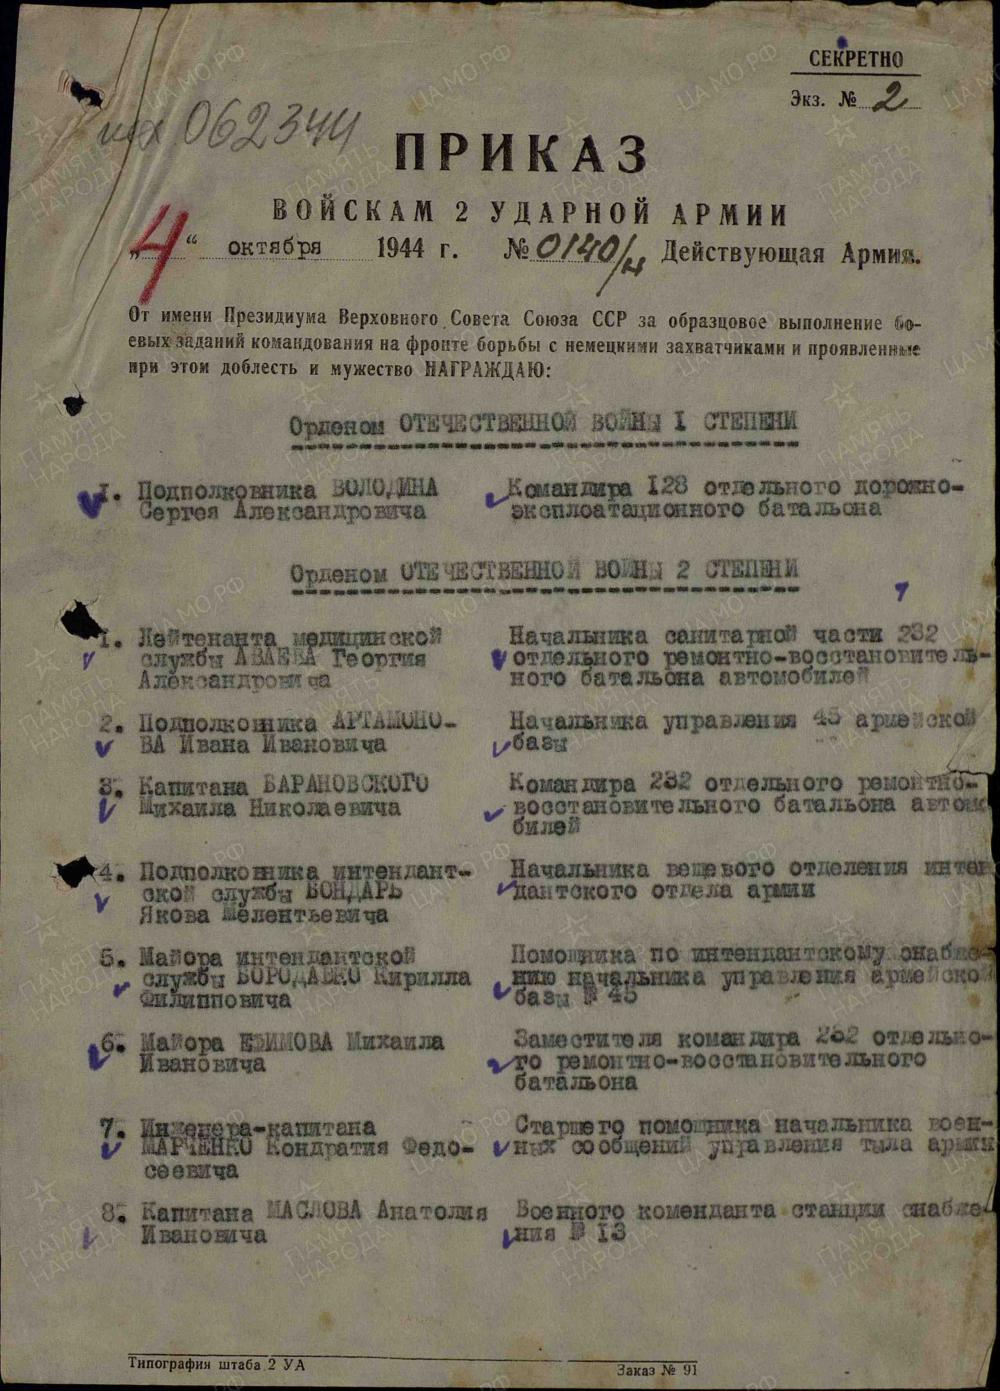 СЕКРЕТНО
Экз. № 2
исх 062344
ПРИКАЗ
ВОЙСКАМ 2 УДАРНОЙ АРМИИ
„4“ октября 1944 г. № 0140/н Действующая Армия.
От имени Президиума Верховного Совета Союза ССР за образцовое выполнение бо-
евых заданий командования на фронте борьбы с немецкими захватчиками и проявленные
при этом доблесть и мужество НАГРАЖДАЮ:
Орденом ОТЕЧЕСТВЕННОЙ ВОЙНЫ I СТЕПЕНИ
I. Подполковника ВОЛОДИНА Командира 128 отдельного дорожно-
Сергея Александровича эксплоатационного батальона
Орденом ОТЕЧЕСТВЕННОЙ ВОЙНЫ 2 СТЕПЕНИ
1. Лейтенанта медицинской Начальника санитарной части 232
службы АВАЕВА Георгия отдельного ремонтно-восстановитель-
Александровича ного батальона автомобилей
2. Подполковника АРТАМОНО- Начальника управления 45 армейской
ВА Ивана Ивановича базы
3. Капитана БАРАНОВСКОГО Командира 232 отдельного ремонтно-
Михаила Николаевича восстановительного батальона автомо
билей
4. Подполковника интендант- Начальника вещевого отделения интен
ской службы БОНДАРЬ дантского отдела армии
Якова Мелентьевича
5. Майора интендантской Помощника по интендантскому снабже-
службы БОРОДАВКО Кирилла нию начальника управления армейской
Филипповича базы № 45
6. Майора ЕФИМОВА Михаила Заместителя командира 232 отдельно-
Ивановича го ремонтно-восстановительного
батальона
7. Инженера-капитана Старшего помощника начальника воен-
МАРЧЕНКО Кондратия Федо- ных сообщений управления тыла армии
сеевича
8. Капитана МАСЛОВА Анатолия Военного коменданта станции снабже-
Ивановича ния № 13
Типография штаба 2 УА Заказ № 91
ПАМЯТЬ НАРОДА
ЦА МО РФ